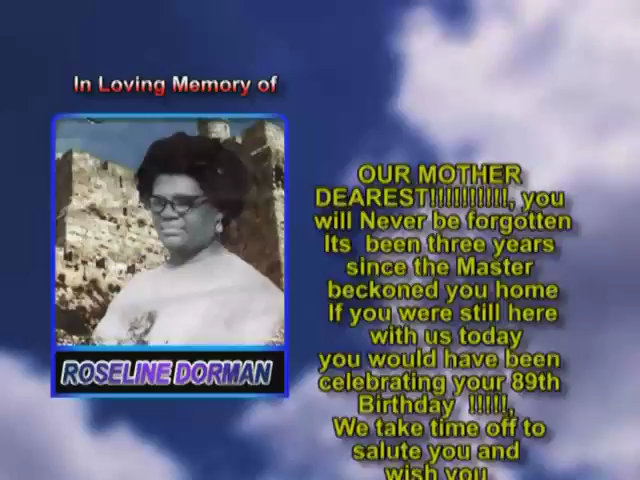 In Loving Memory of
ROSELINE DORMAN
OUR MOTHER
DEAREST!!!!!!!!!!!, you
will Never be forgotten
Its been three years
since the Master
beckoned you home
If you were still here
with us today
you would have been
celebrating your 89th
Birthday !!!!!,
We take time off to
salute you and
wish you